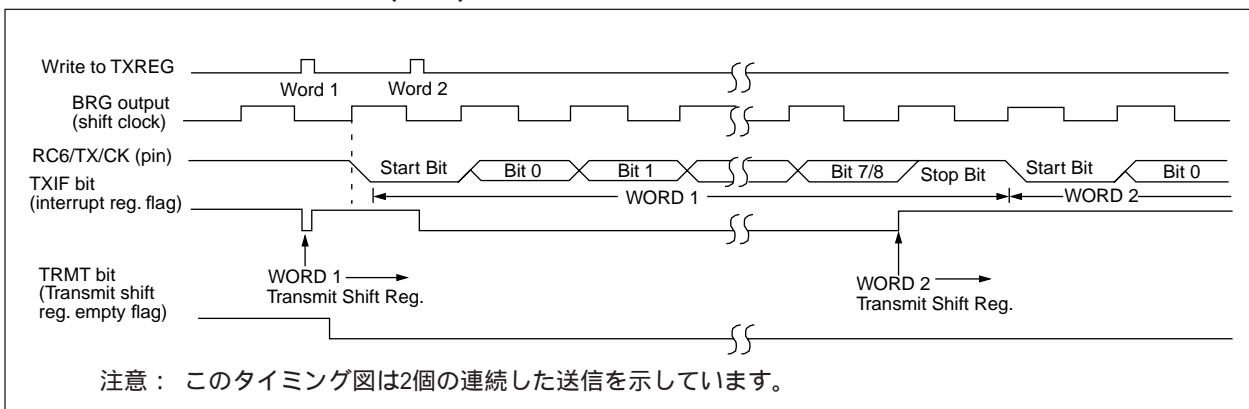 Write to TXREG
Word 1
Word 2
BRG output
(shift clock)
RC6/TX/CK (pin)
Start Bit
Bit 0
Bit 1
Bit 7/8
Stop Bit
Start Bit
Bit 0
TXIF bit
(interrupt reg. flag)
WORD 1
WORD 2
TRMT bit
(Transmit shift
reg. empty flag)
WORD 1
Transmit Shift Reg.
WORD 2
Transmit Shift Reg.
注意： このタイミング図は2個の連続した送信を示しています。